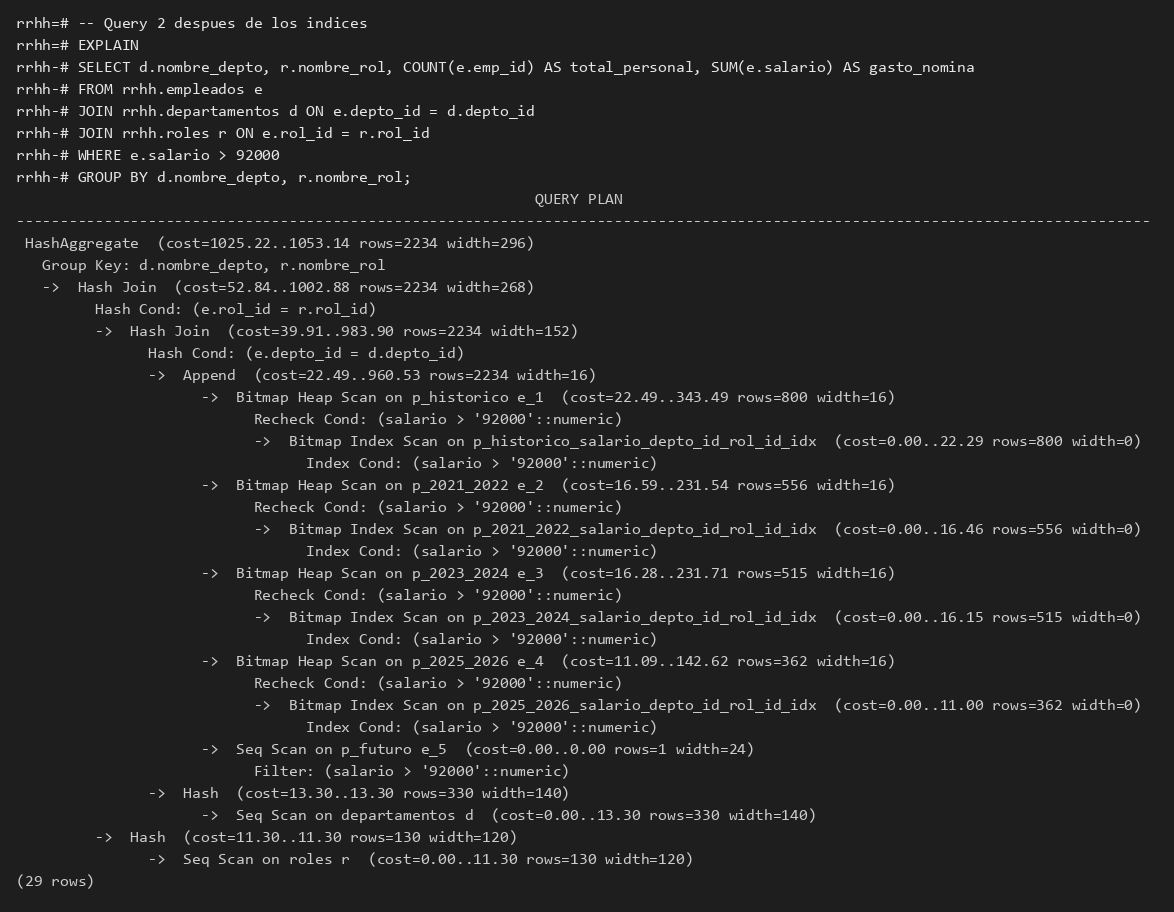 rrhh=# -- Query 2 despues de los indices
rrhh=# EXPLAIN
rrhh-# SELECT d.nombre_depto, r.nombre_rol, COUNT(e.emp_id) AS total_personal, SUM(e.salario) AS gasto_nomina
rrhh-# FROM rrhh.empleados e
rrhh-# JOIN rrhh.departamentos d ON e.depto_id = d.depto_id
rrhh-# JOIN rrhh.roles r ON e.rol_id = r.rol_id
rrhh-# WHERE e.salario > 92000
rrhh-# GROUP BY d.nombre_depto, r.nombre_rol;
                                                           QUERY PLAN
---------------------------------------------------------------------------------------------------------------------------------
 HashAggregate  (cost=1025.22..1053.14 rows=2234 width=296)
   Group Key: d.nombre_depto, r.nombre_rol
   ->  Hash Join  (cost=52.84..1002.88 rows=2234 width=268)
         Hash Cond: (e.rol_id = r.rol_id)
         ->  Hash Join  (cost=39.91..983.90 rows=2234 width=152)
               Hash Cond: (e.depto_id = d.depto_id)
               ->  Append  (cost=22.49..960.53 rows=2234 width=16)
                     ->  Bitmap Heap Scan on p_historico e_1  (cost=22.49..343.49 rows=800 width=16)
                           Recheck Cond: (salario > '92000'::numeric)
                           ->  Bitmap Index Scan on p_historico_salario_depto_id_rol_id_idx  (cost=0.00..22.29 rows=800 width=0)
                                 Index Cond: (salario > '92000'::numeric)
                     ->  Bitmap Heap Scan on p_2021_2022 e_2  (cost=16.59..231.54 rows=556 width=16)
                           Recheck Cond: (salario > '92000'::numeric)
                           ->  Bitmap Index Scan on p_2021_2022_salario_depto_id_rol_id_idx  (cost=0.00..16.46 rows=556 width=0)
                                 Index Cond: (salario > '92000'::numeric)
                     ->  Bitmap Heap Scan on p_2023_2024 e_3  (cost=16.28..231.71 rows=515 width=16)
                           Recheck Cond: (salario > '92000'::numeric)
                           ->  Bitmap Index Scan on p_2023_2024_salario_depto_id_rol_id_idx  (cost=0.00..16.15 rows=515 width=0)
                                 Index Cond: (salario > '92000'::numeric)
                     ->  Bitmap Heap Scan on p_2025_2026 e_4  (cost=11.09..142.62 rows=362 width=16)
                           Recheck Cond: (salario > '92000'::numeric)
                           ->  Bitmap Index Scan on p_2025_2026_salario_depto_id_rol_id_idx  (cost=0.00..11.00 rows=362 width=0)
                                 Index Cond: (salario > '92000'::numeric)
                     ->  Seq Scan on p_futuro e_5  (cost=0.00..0.00 rows=1 width=24)
                           Filter: (salario > '92000'::numeric)
               ->  Hash  (cost=13.30..13.30 rows=330 width=140)
                     ->  Seq Scan on departamentos d  (cost=0.00..13.30 rows=330 width=140)
         ->  Hash  (cost=11.30..11.30 rows=130 width=120)
               ->  Seq Scan on roles r  (cost=0.00..11.30 rows=130 width=120)
(29 rows)